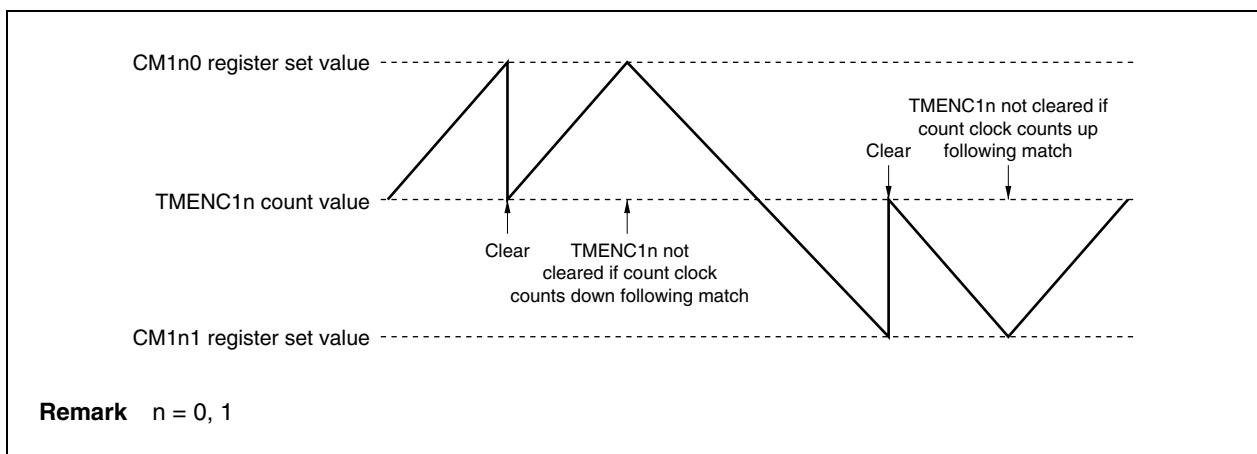 CM1n0 register set value
TMENC1n not cleared if
count clock counts up
following match
Clear
TMENC1n count value
Clear
TMENC1n not
cleared if count clock
counts down following match
CM1n1 register set value
Remark n = 0, 1